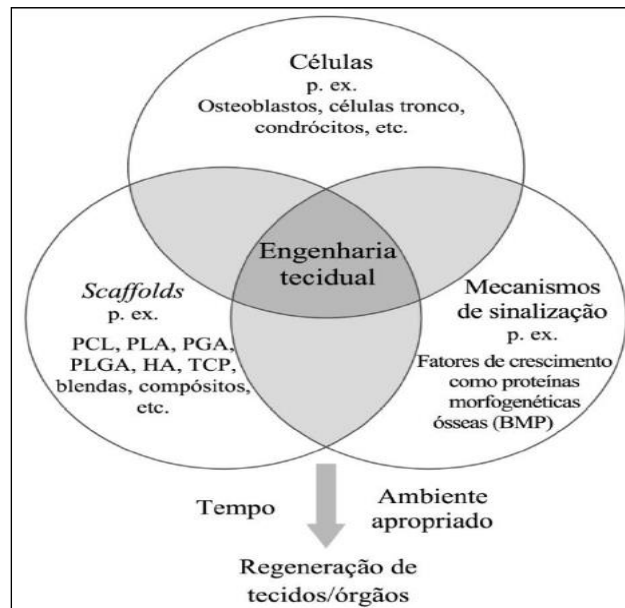 Células
p. ex.
Osteoblastos, células tronco,
condrócitos, etc.
Engenharia
tecidual
Scaffolds
p. ex.
PCL, PLA, PGA,
PLGA, HA, TCP,
blendas, compósitos,
etc.
Mecanismos
de sinalização
p. ex.
Fatores de crescimento
como proteínas
morfogenéticas
ósseas (BMP)
Tempo
Ambiente
apropriado
Regeneração de
tecidos/órgãos